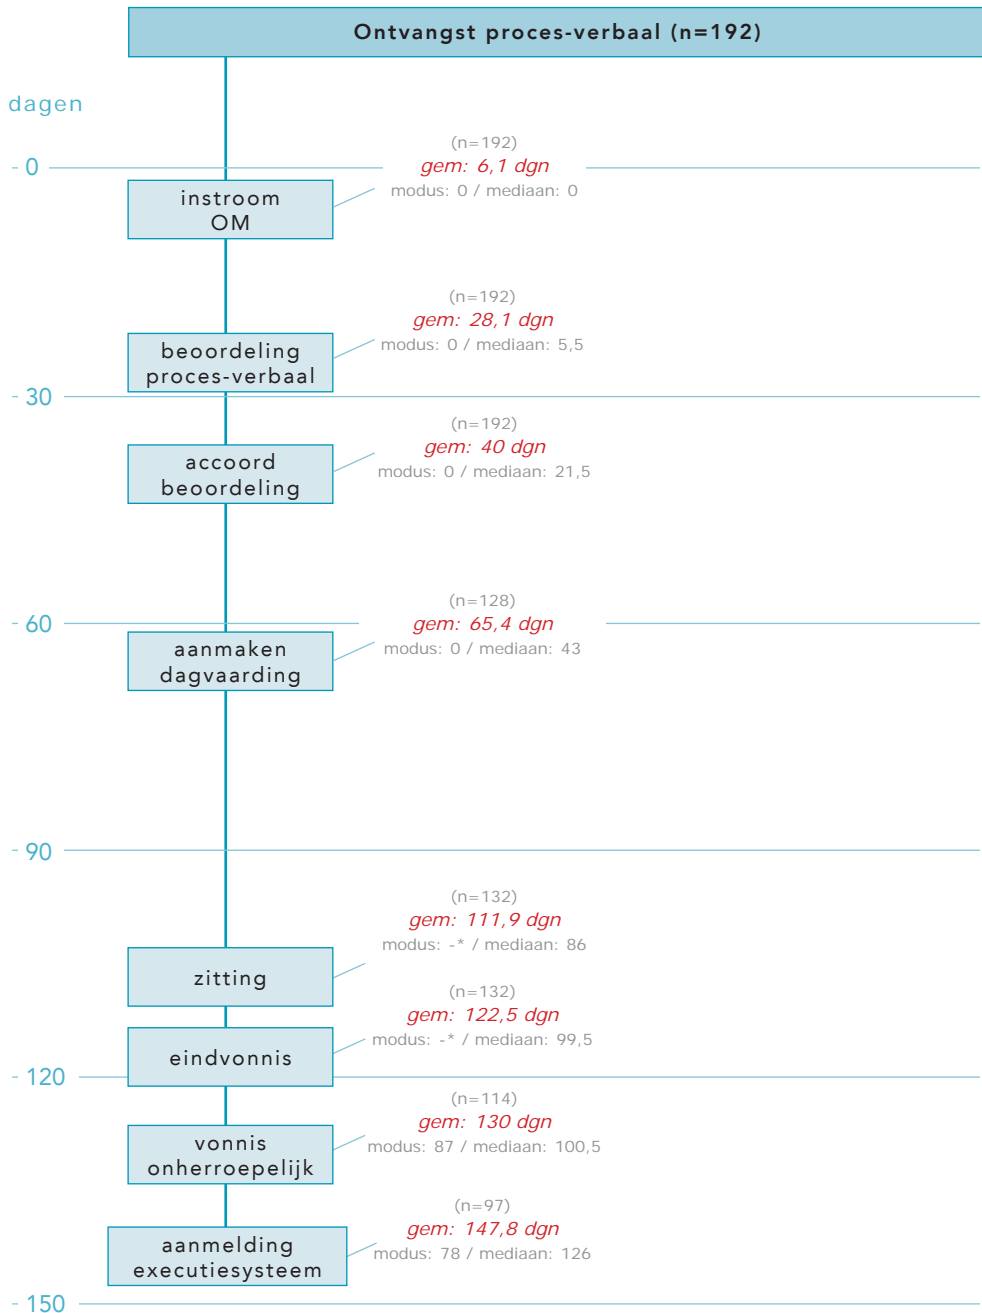 Ontvangst proces-verbaal (n=192)
dagen
(n=192)
- 0
gem: 6,1 dgn
modus: 0 / mediaan: 0
instroom
OM
(n=192)
gem: 28,1 dgn
modus: 0 / mediaan: 5,5
beoordeling
proces-verbaal
- 30
(n=192)
gem: 40 dgn
modus: 0 / mediaan: 21,5
accoord
beoordeling
(n=128)
- 60
gem: 65,4 dgn
modus: 0 / mediaan: 43
aanmaken
dagvaarding
- 90
(n=132)
gem: 111,9 dgn
modus: -* / mediaan: 86
zitting
(n=132)
gem: 122,5 dgn
modus: -* / mediaan: 99,5
eindvonnis
- 120
(n=114)
gem: 130 dgn
modus: 87 / mediaan: 100,5
vonnis
onherroepelijk
(n=97)
gem: 147,8 dgn
modus: 78 / mediaan: 126
aanmelding
executiesysteem
- 150